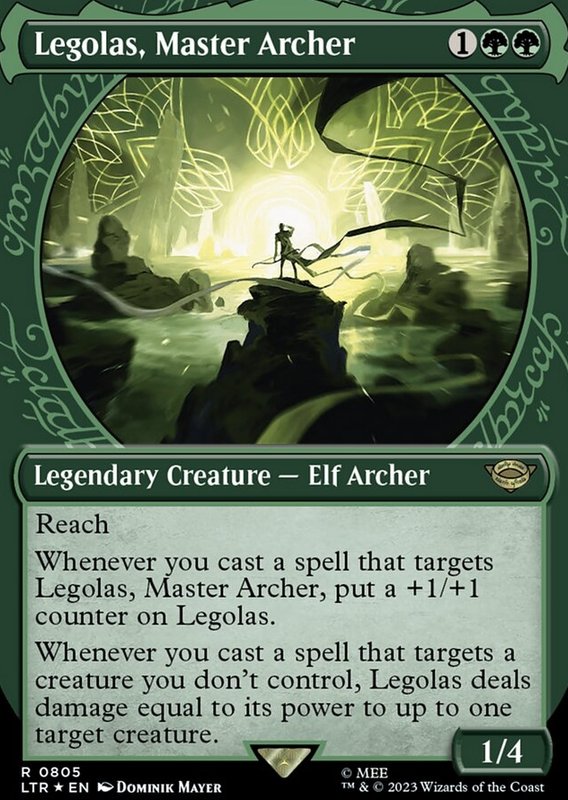 Legolas, Master Archer 1
Legendary Creature — Elf Archer
Reach
Whenever you cast a spell that targets
Legolas, Master Archer, put a +1/+1
counter on Legolas.
Whenever you cast a spell that targets a
creature you don't control, Legolas deals
damage equal to its power to up to one
target creature.
1/4
R 0805
LTR ★ EN Dominik Mayer
© MEE
™ & © 2023 Wizards of the Coast